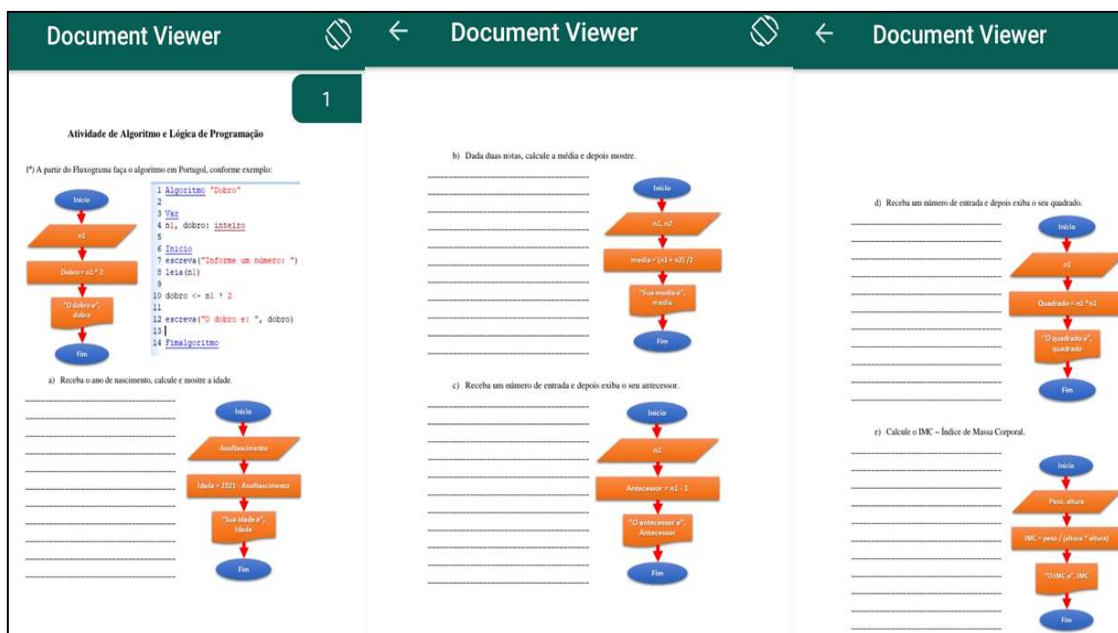 Document Viewer
1
Atividade de Algoritmo e Lógica de Programação
1ª) A partir do Fluxograma faça o algoritmo em Portugol, conforme exemplo:
Início
n1
Dobro = n1 * 2
"O dobro e",
dobro
Fim
1 Algoritmo "Dobro"
2
3 Var
4 n1, dobro: inteiro
5
6 Inicio
7 escreva("Informe um número: ")
8 leia(n1)
9
10 dobro <- n1 * 2
11
12 escreva("O dobro e: ", dobro)
13
14 Fimalgoritmo
a) Receba o ano de nascimento, calcule e mostre a idade.
Início
AnoNascimento
Idade = 2021 - AnoNascimento
"Sua idade é",
Idade
Fim
Document Viewer
b) Dada duas notas, calcule a média e depois mostre.
Início
n1, n2
media = (n1 + n2) /2
"Sua media é",
media
Fim
c) Receba um número de entrada e depois exiba o seu antecessor.
Início
n1
Antecessor = n1 - 1
"O antecessor e",
Antecessor
Fim
Document Viewer
d) Receba um número de entrada e depois exiba o seu quadrado.
Início
n1
Quadrado = n1 *n1
"O quadrado e",
quadrado
Fim
e) Calcule o IMC – Índice de Massa Corporal.
Início
Peso, altura
IMC = peso / (altura * altura)
"O IMC e", IMC
Fim